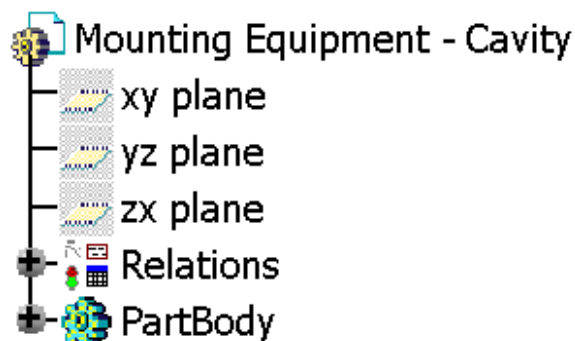 Mounting Equipment - Cavity
xy plane
yz plane
zx plane
Relations
PartBody